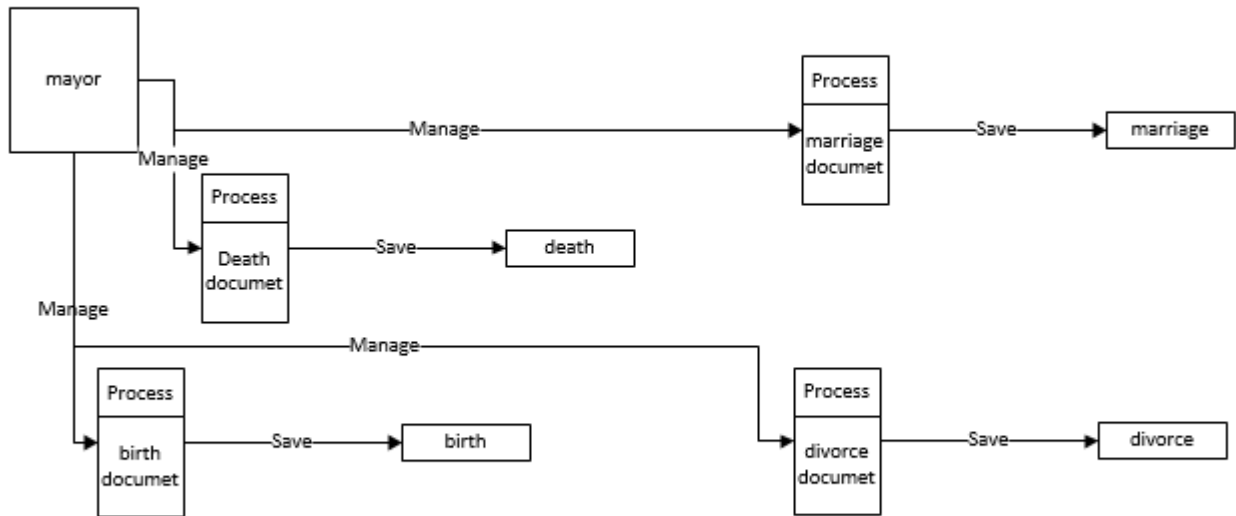 mayor
Process
Manage
marriage
documet
Save
marriage
Manage
Process
Death
documet
Save
death
Manage
Manage
Process
birth
documet
Save
birth
Process
divorce
documet
Save
divorce